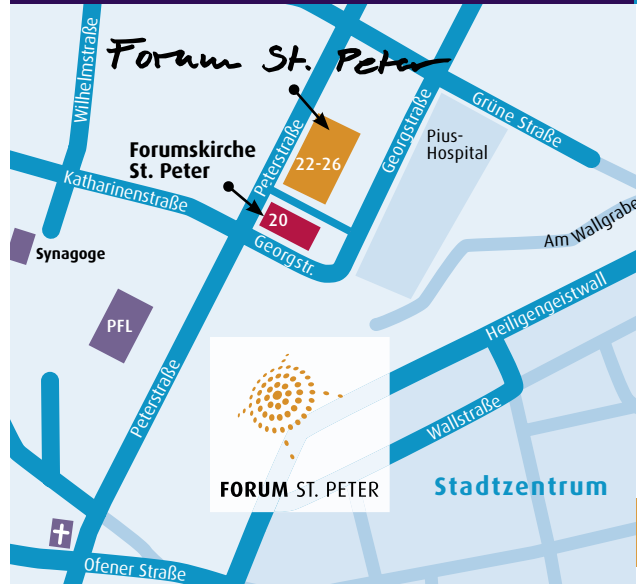 Forum St. Peter
Wilhelmstraße
Grüne Straße
Georgstraße
Peterstraße
22-26
Pius-
Hospital
Forumskirche
St. Peter
Katharinenstraße
20
Georgstr.
Am Wallgrabe
Synagoge
PFL
Heiligengeistwall
Peterstraße
Wallstraße
FORUM ST. PETER
Stadtzentrum
Ofener Straße